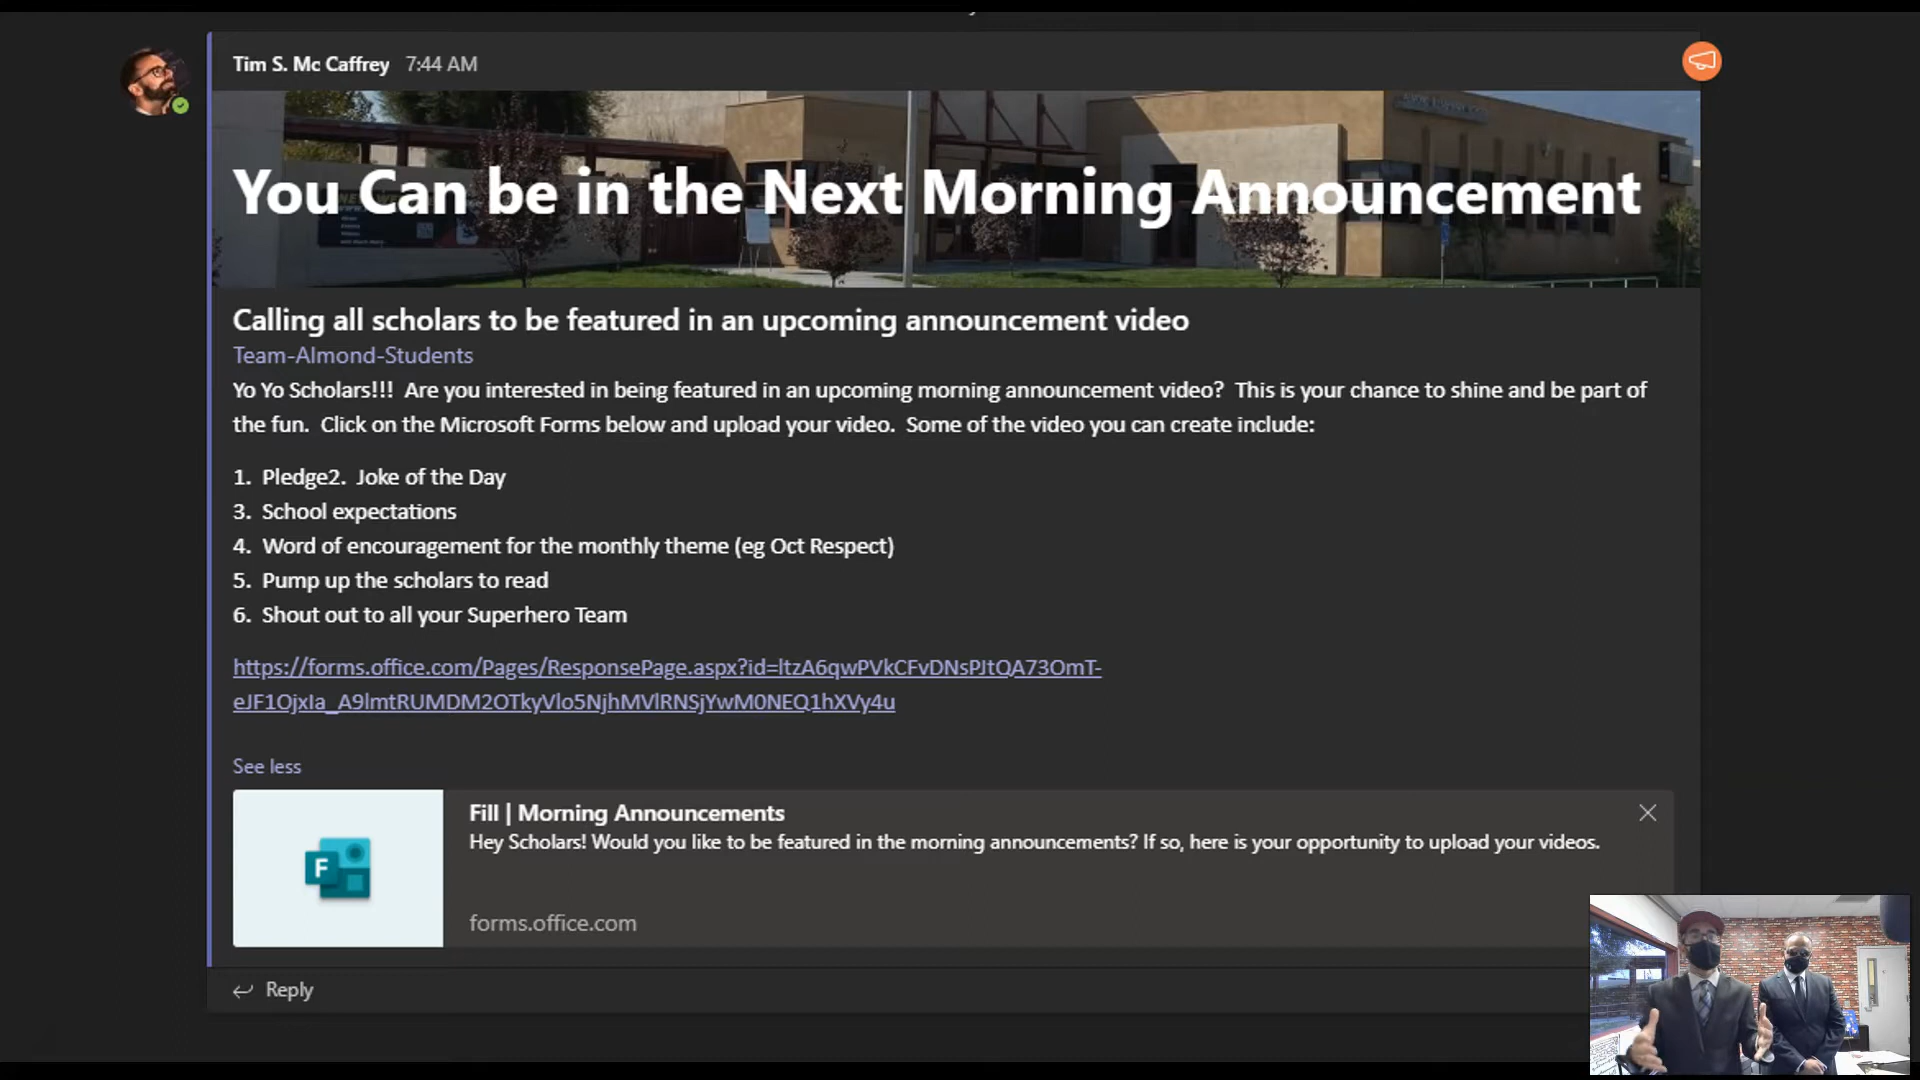 Tim S. Mc Caffrey 7:44 AM
You Can be in the Next Morning Announcement
Calling all scholars to be featured in an upcoming announcement video
Team-Almond-Students
Yo Yo Scholars!!! Are you interested in being featured in an upcoming morning announcement video? This is your chance to shine and be part of
the fun. Click on the Microsoft Forms below and upload your video. Some of the video you can create include:
1. Pledge2. Joke of the Day
3. School expectations
4. Word of encouragement for the monthly theme (eg Oct Respect)
5. Pump up the scholars to read
6. Shout out to all your Superhero Team
https://forms.office.com/Pages/ResponsePage.aspx?id=ltzA6qwPVkCFvDNsPJtQA73OmT-
eJF1OjxIa_A9lmtRUMDM2OTkyVlo5NjhMVlRNSjYwM0NEQ1hXVy4u
See less
F
Fill | Morning Announcements
Hey Scholars! Would you like to be featured in the morning announcements? If so, here is your opportunity to upload your videos.
forms.office.com
Reply